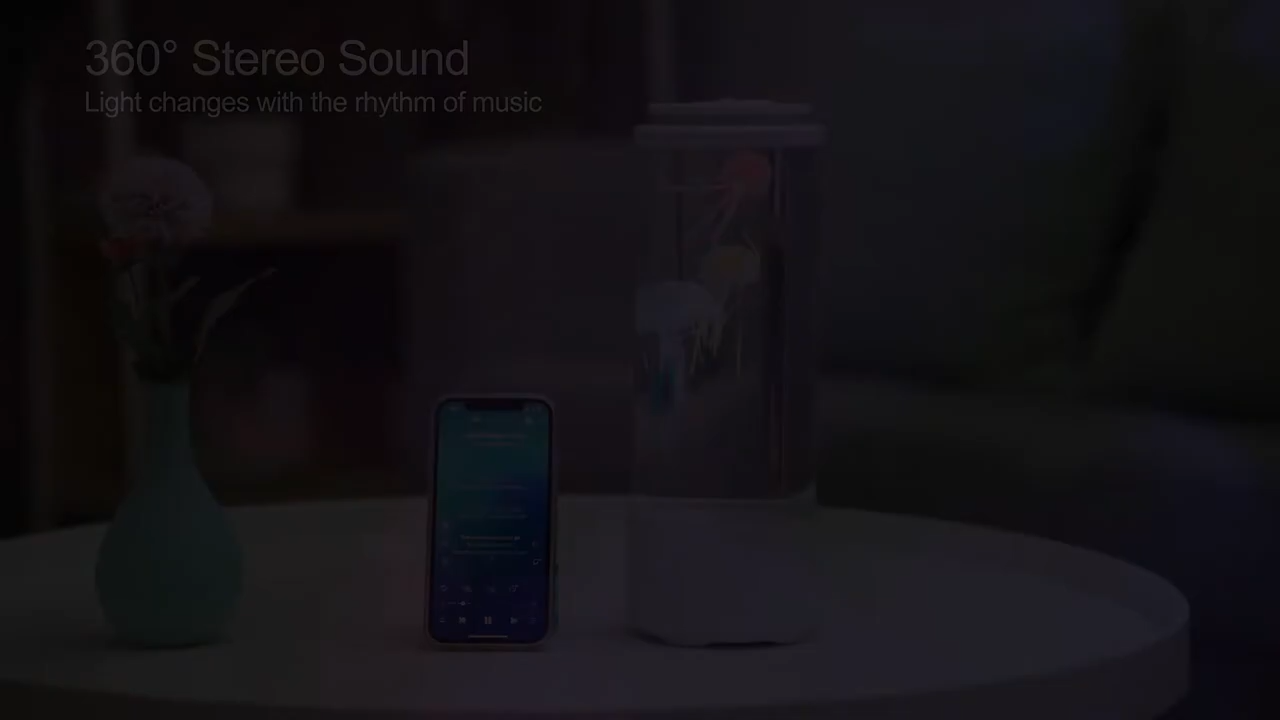 360° Stereo Sound
Light changes with the rhythm of music